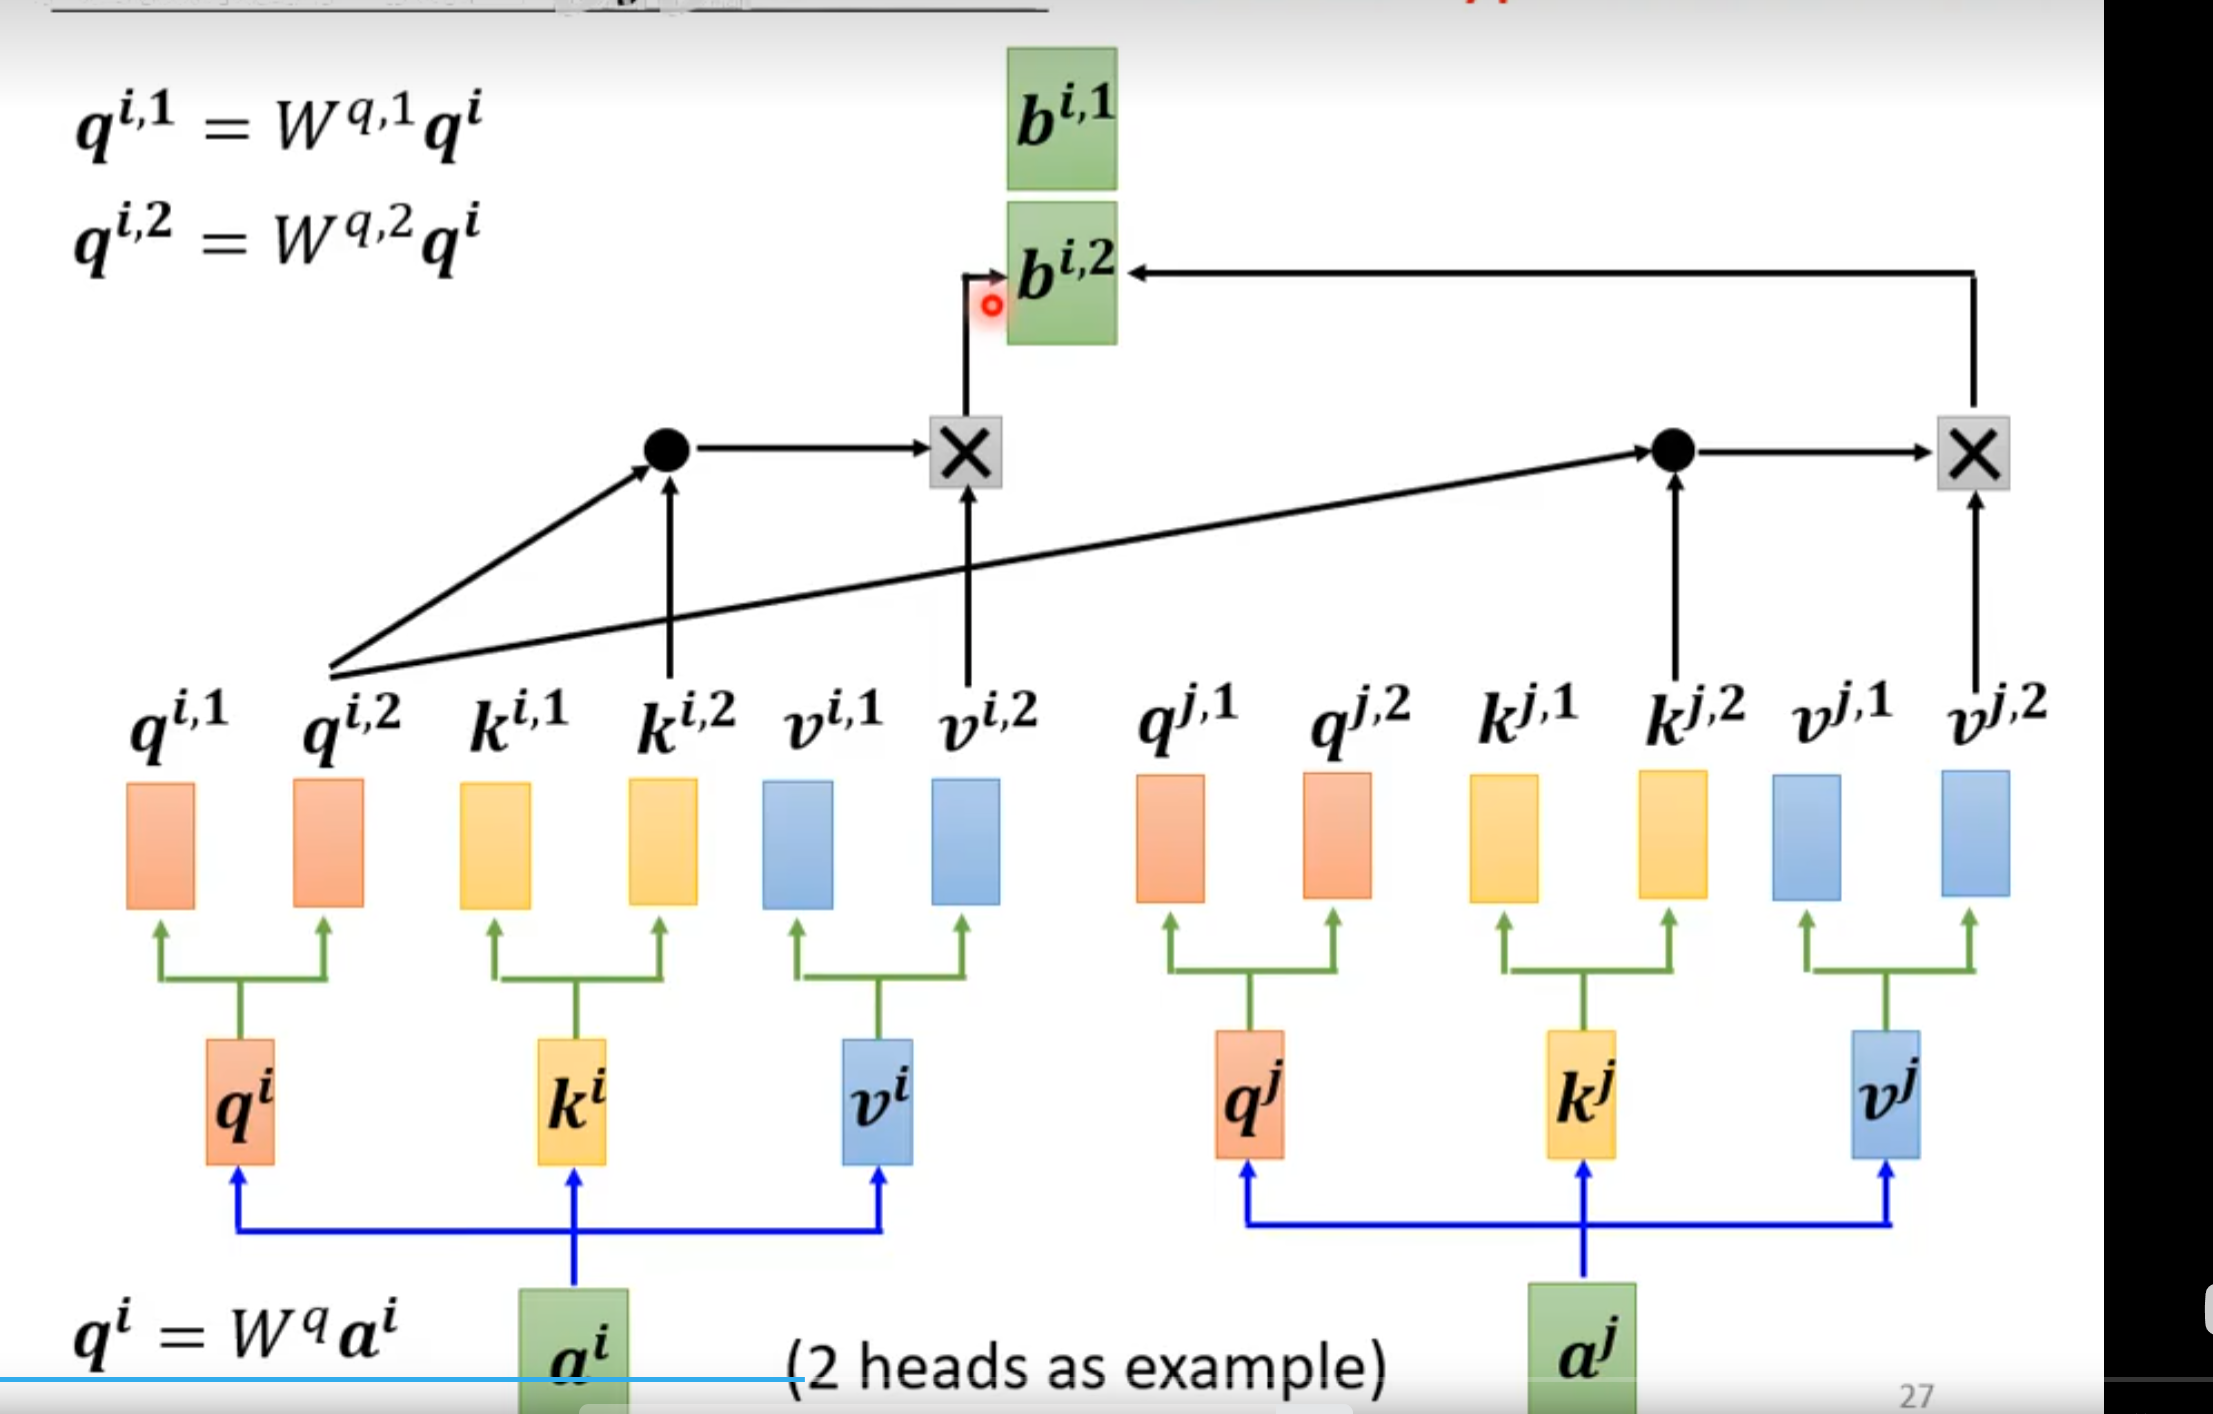 b^{i,1}
q^{i,1} = W^{q,1} q^i
q^{i,2} = W^{q,2} q^i
b^{i,2}
q^{i,1} q^{i,2} k^{i,1} k^{i,2} v^{i,1} v^{i,2} q^{j,1} q^{j,2} k^{j,1} k^{j,2} v^{j,1} v^{j,2}
q^i k^i v^i q^j k^j v^j
q^i = W^q a^i
a^i
(2 heads as example)
a^j
27